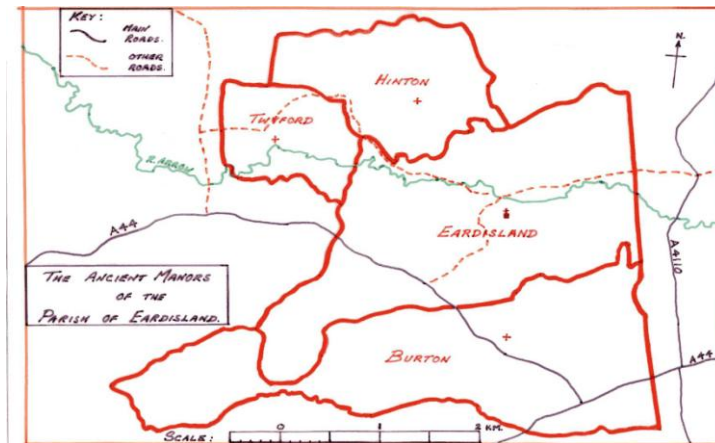 KEY:
MAIN
ROADS.
OTHER
ROADS.
N.
HINTON
TWYFORD
R. ARROW
EARDISLAND
A44
A4110
THE ANCIENT MANORS
OF THE
PARISH OF EARDISLAND.
BURTON
A44
SCALE:
0 1 2 KM.